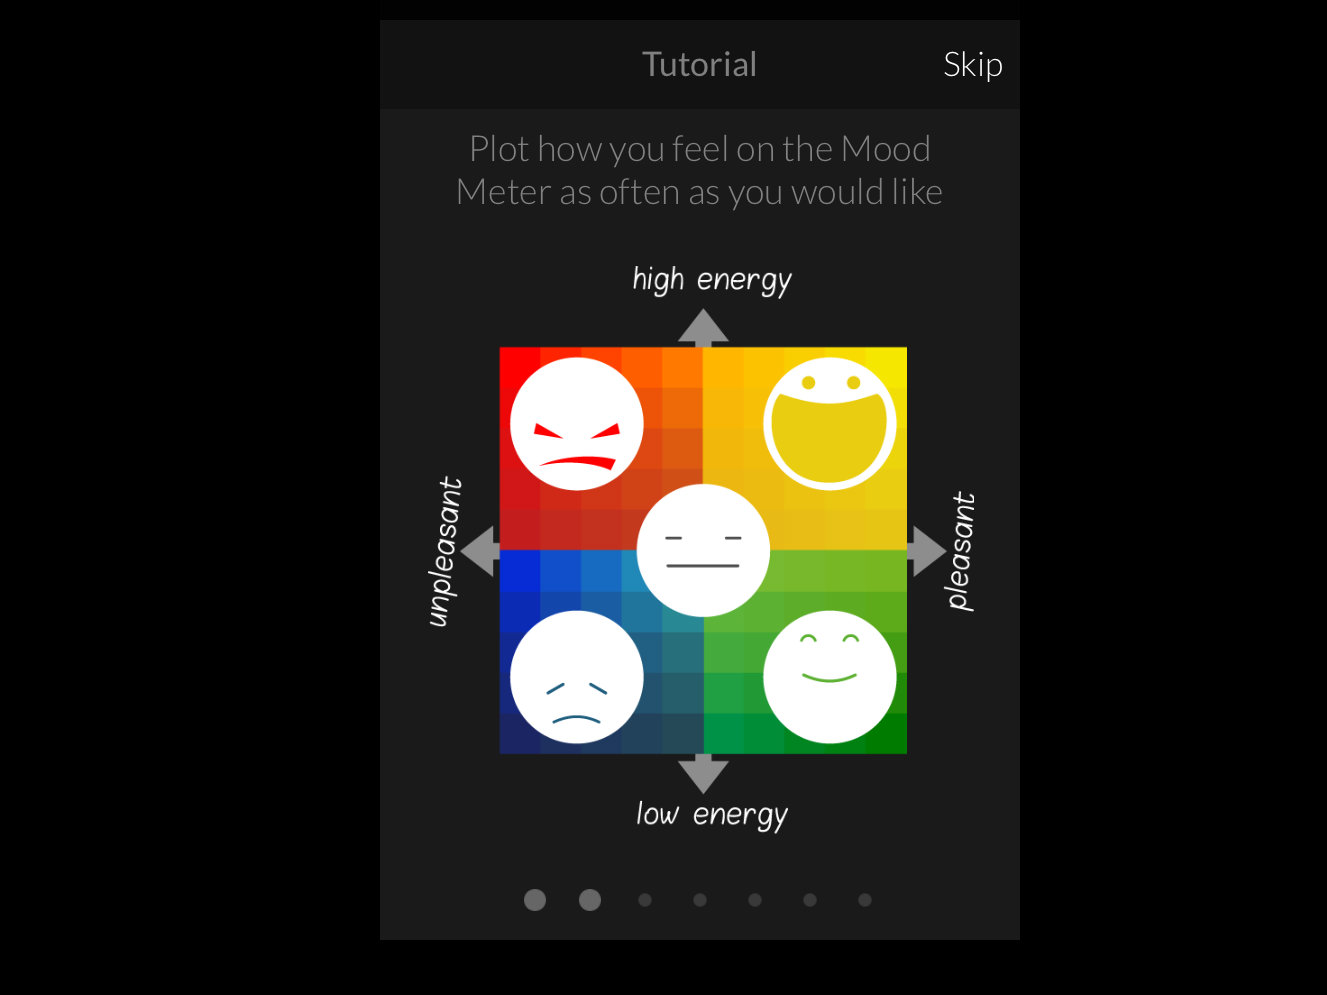 Tutorial
Skip
Plot how you feel on the Mood
Meter as often as you would like
high energy
unpleasant
pleasant
low energy